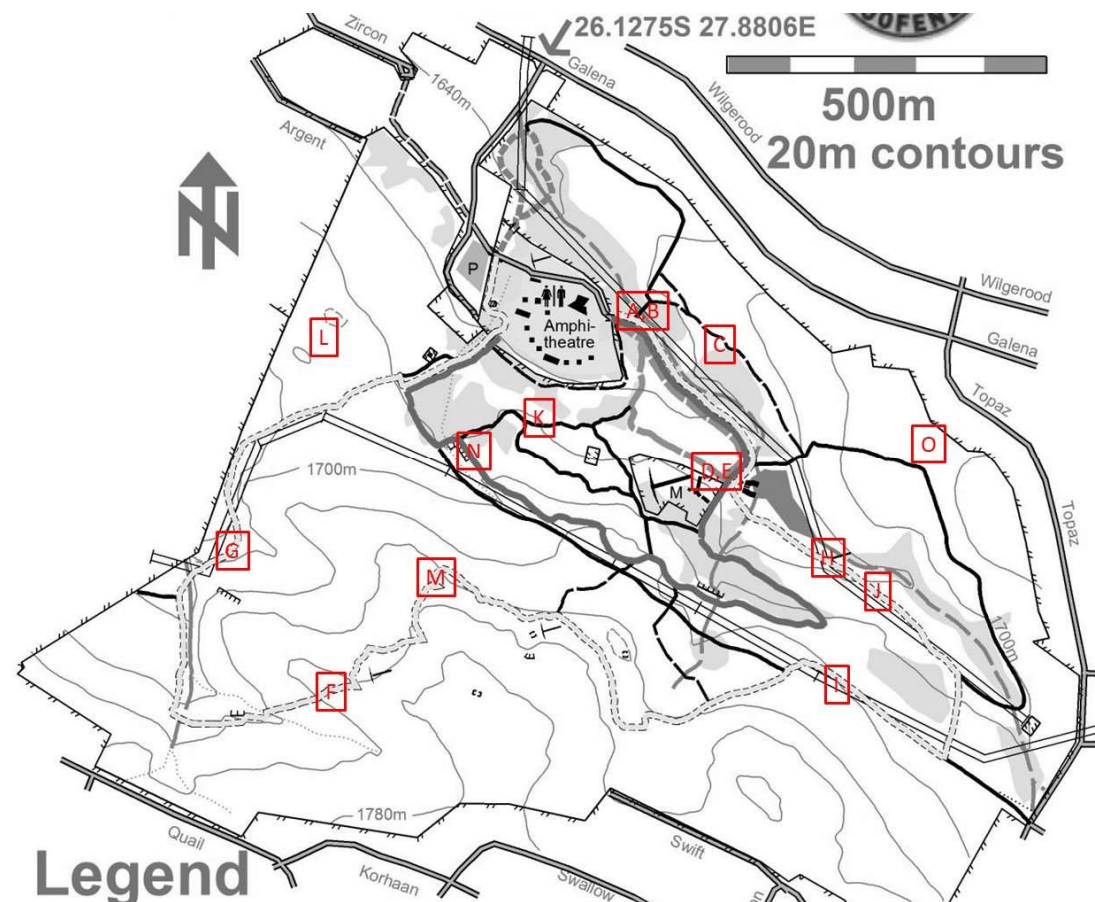 OOFEN
26.1275S 27.8806E
Zircon
Galena
Wilgerood
1640m
500m
20m contours
Argent
N
P
Wilgerood
A,B
Amphi-
theatre
L
C
Galena
Topaz
K
O
N
D,E
1700m
M
Topaz
G
H
M
J
1700m
F
I
1780m
Quail
Swift
Legend
Korhaan
Swallow